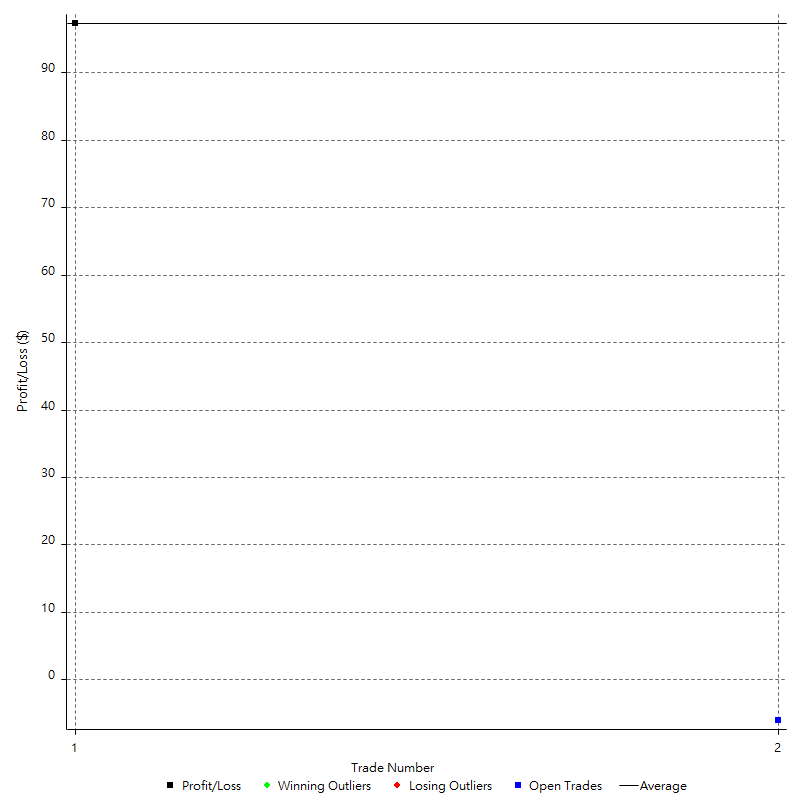 90
80
70
60
50
40
30
20
10
0
Profit/Loss ($)
1
2
Trade Number
Profit/Loss
Winning Outliers
Losing Outliers
Open Trades
Average